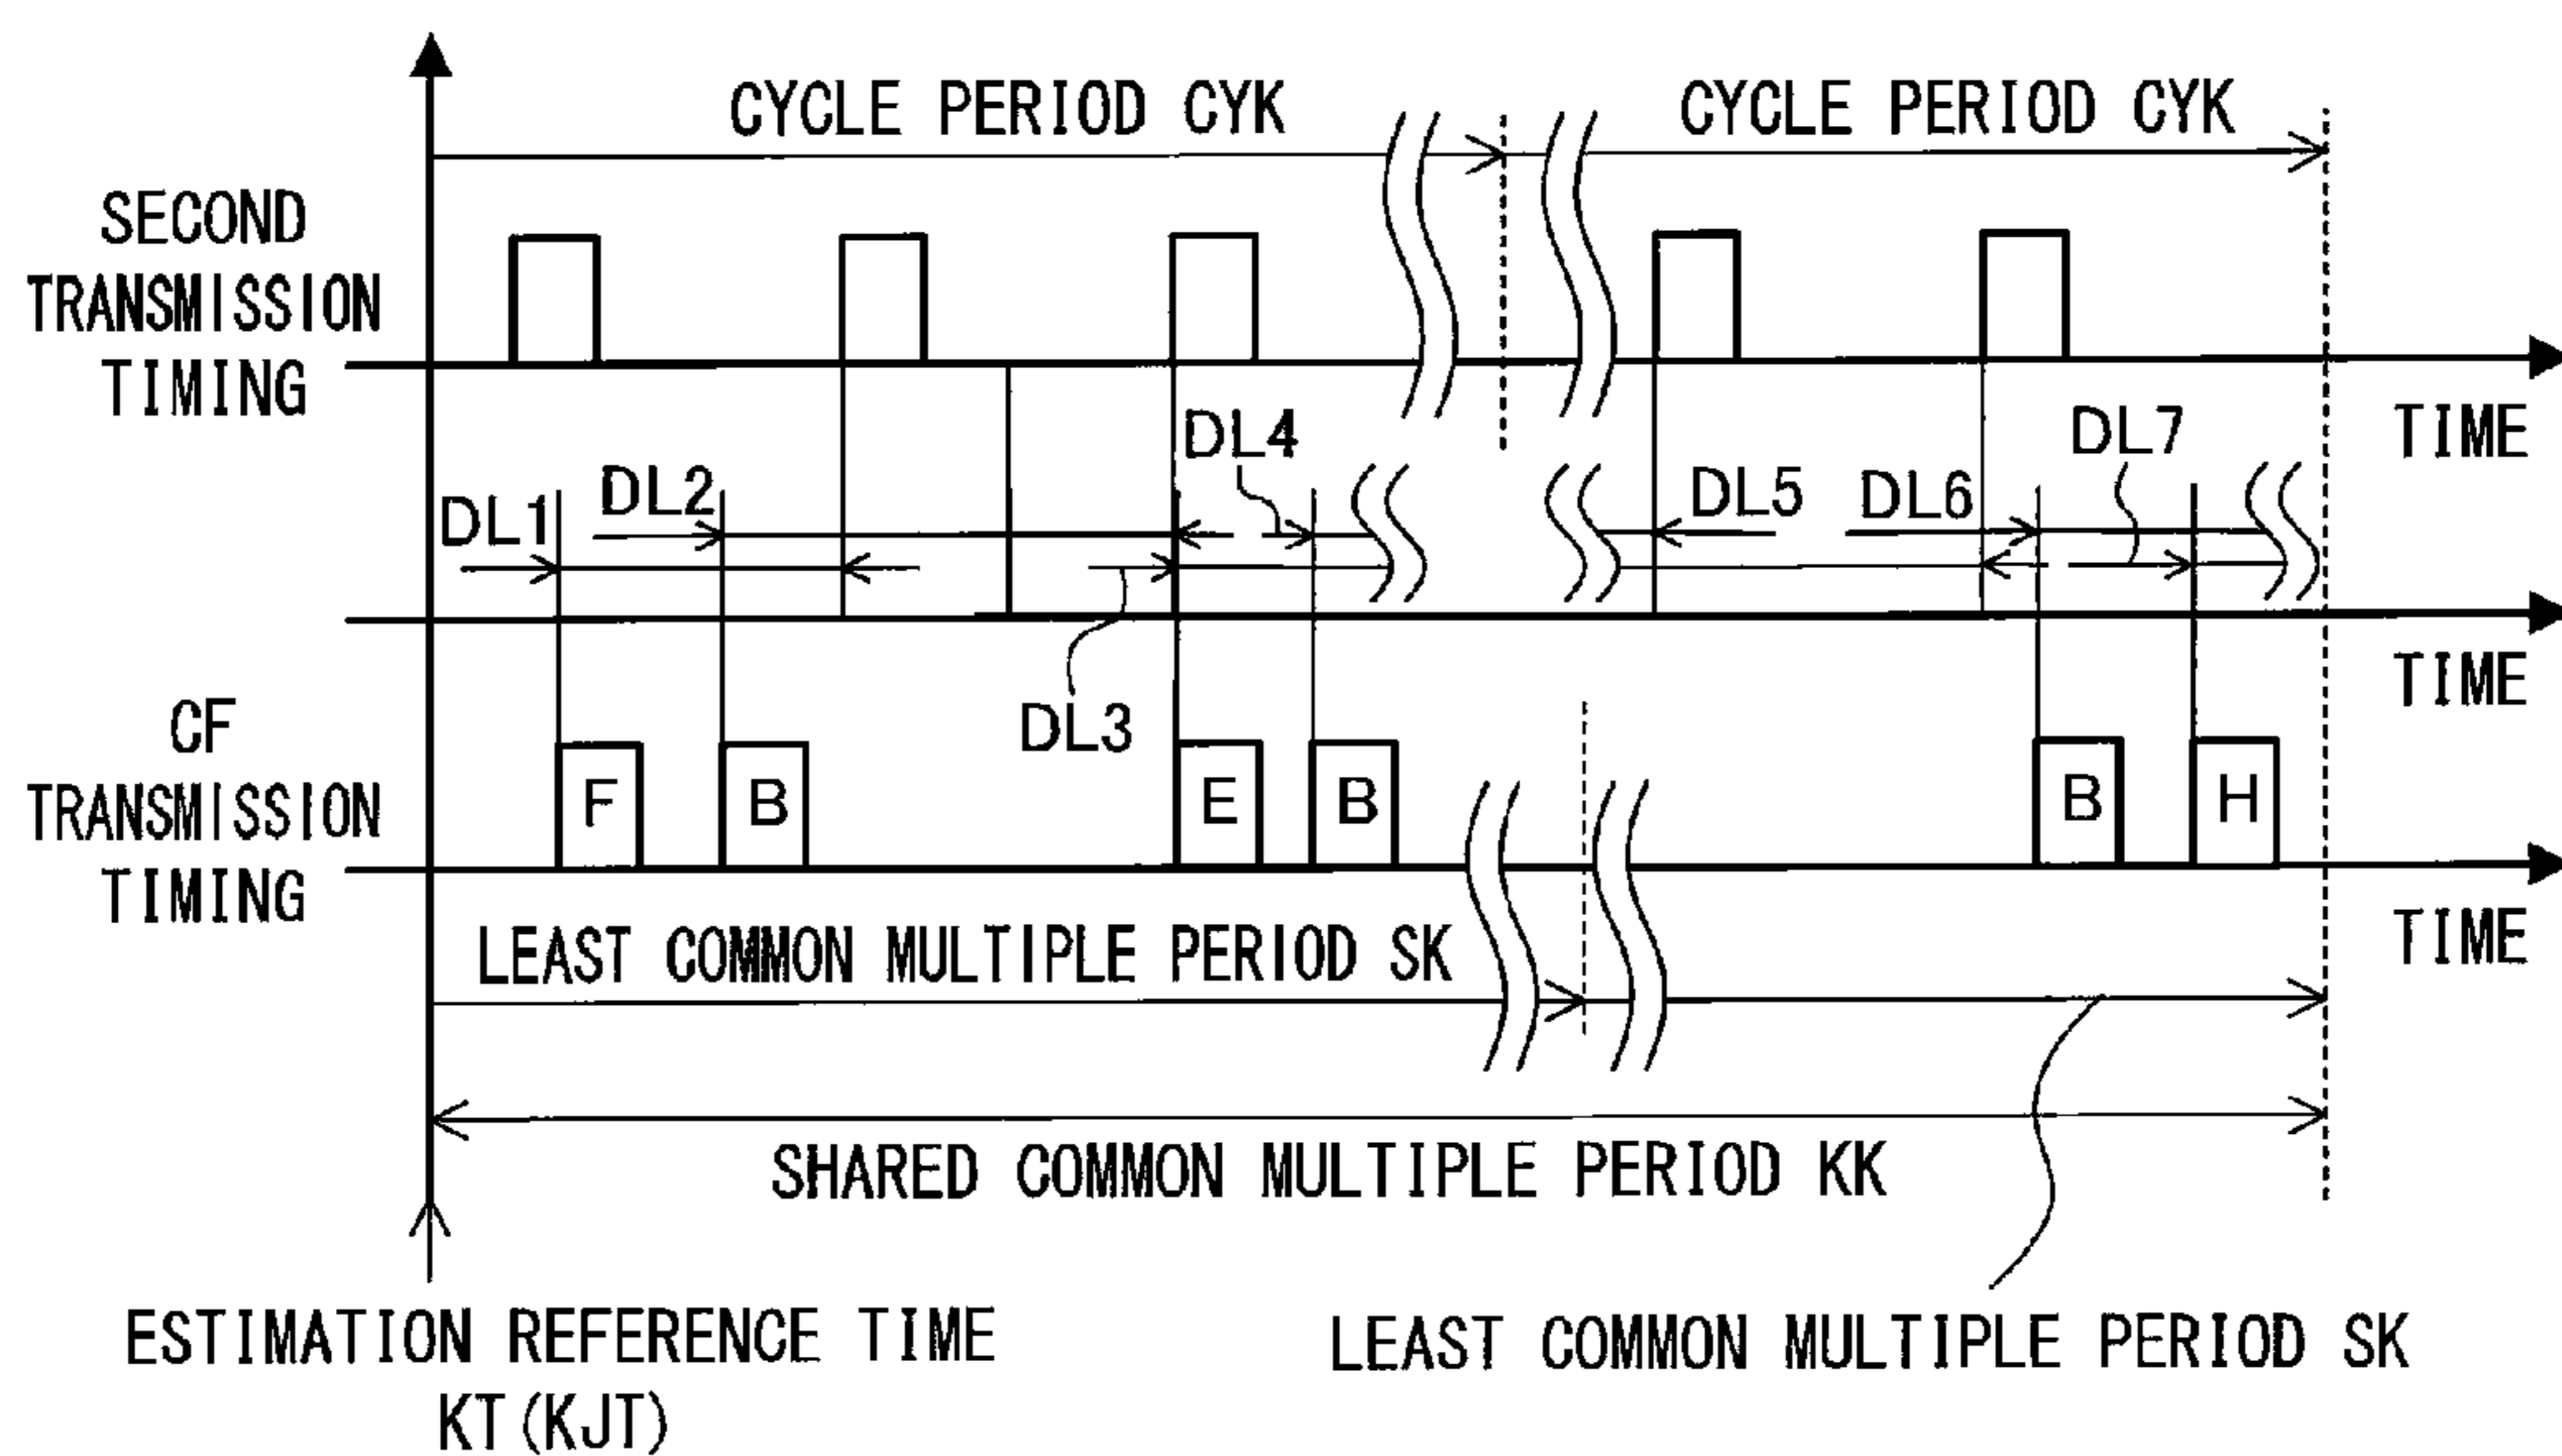 CYCLE PERIOD CYK
CYCLE PERIOD CYK
SECOND
TRANSMISSION
TIMING
TIME
DL4
DL7
DL2
DL5
DL6
DL1
TIME
DL3
CF
TRANSMISSION
TIMING
F
B
E
B
B
H
TIME
LEAST COMMON MULTIPLE PERIOD SK
SHARED COMMON MULTIPLE PERIOD KK
ESTIMATION REFERENCE TIME
KT(KJT)
LEAST COMMON MULTIPLE PERIOD SK